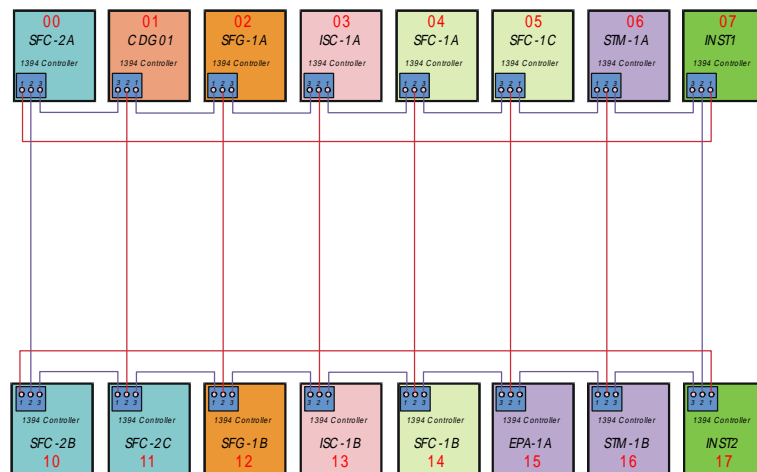 00 01 02 03 04 05 06 07
SFC-2A CDG01 SFG-1A ISC-1A SFC-1A SFC-1C STM-1A INST1
1394 Controller 1394 Controller 1394 Controller 1394 Controller 1394 Controller 1394 Controller 1394 Controller 1394 Controller
1 2 3 3 2 1 1 2 3 3 2 1 1 2 3 3 2 1 1 2 3 3 2 1
1 2 3 1 2 3 1 2 3 3 2 1 1 2 3 3 2 1 1 2 3 3 2 1
1394 Controller 1394 Controller 1394 Controller 1394 Controller 1394 Controller 1394 Controller 1394 Controller 1394 Controller
SFC-2B SFC-2C SFG-1B ISC-1B SFC-1B EPA-1A STM-1B INST2
10 11 12 13 14 15 16 17